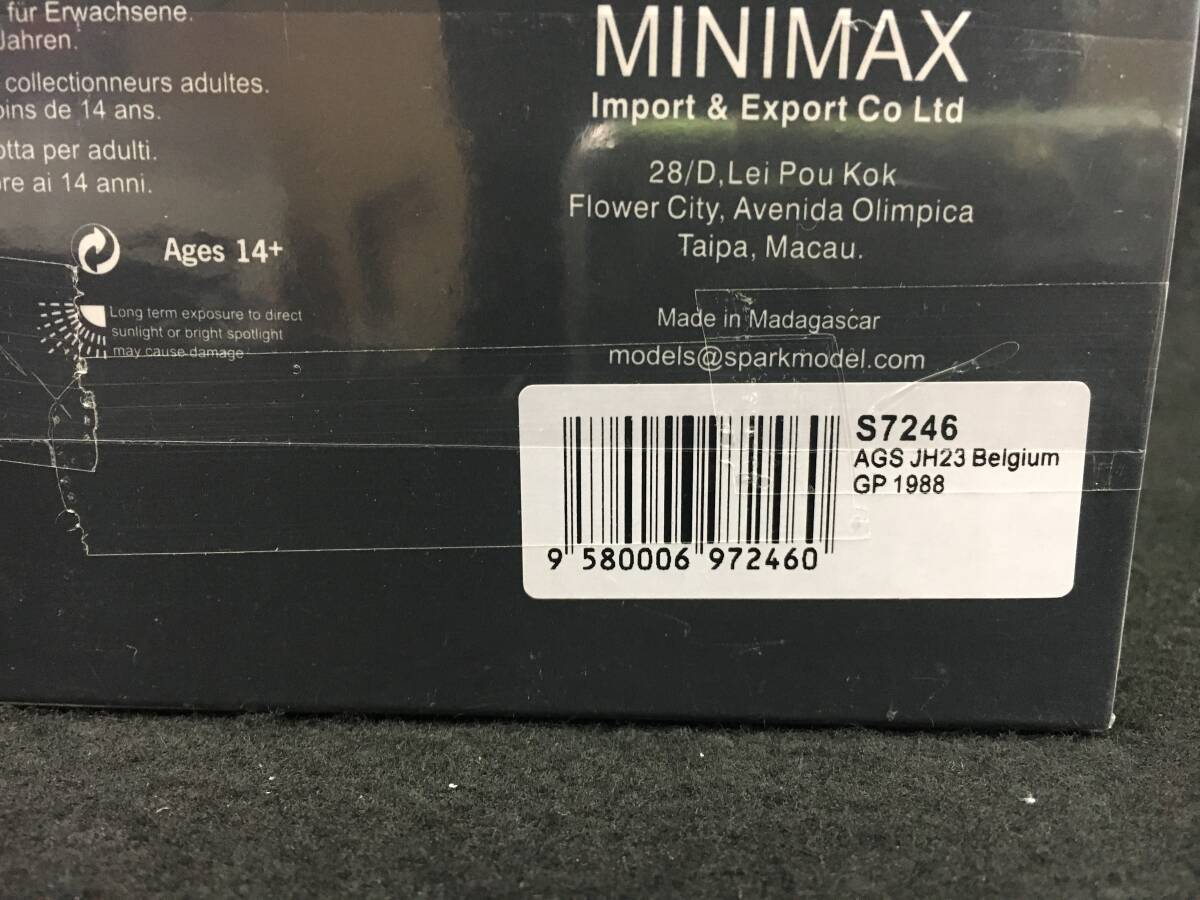 für Erwachsene.
Jahren.
collectionneurs adultes.
oins de 14 ans.
otta per adulti.
re ai 14 anni.
Ages 14+
Long term exposure to direct
sunlight or bright spotlight
may cause damage
MINIMAX
Import & Export Co Ltd
28/D,Lei Pou Kok
Flower City, Avenida Olimpica
Taipa, Macau.
Made in Madagascar
models@sparkmodel.com
S7246
AGS JH23 Belgium
GP 1988
9 580006 972460